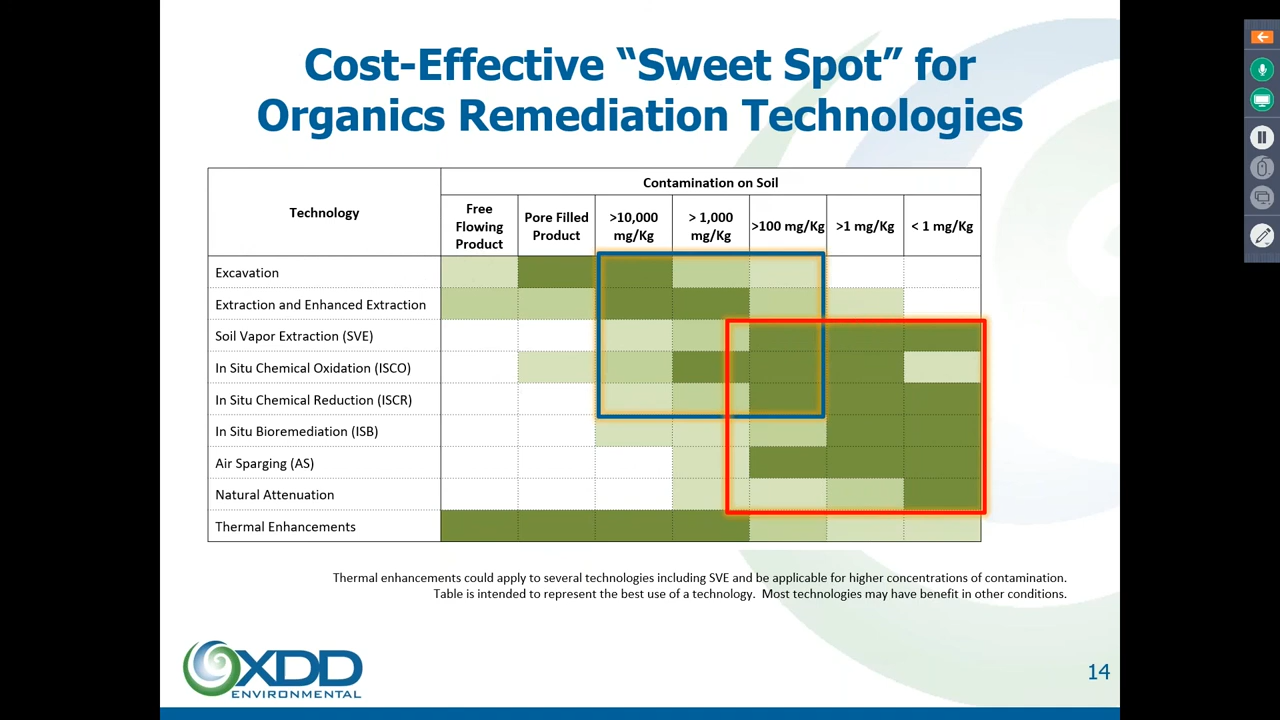 Cost-Effective “Sweet Spot” for
Organics Remediation Technologies
Technology
Contamination on Soil
Free
Flowing
Product
Pore Filled
Product
>10,000
mg/Kg
> 1,000
mg/Kg
>100 mg/Kg
>1 mg/Kg
< 1 mg/Kg
Excavation
Extraction and Enhanced Extraction
Soil Vapor Extraction (SVE)
In Situ Chemical Oxidation (ISCO)
In Situ Chemical Reduction (ISCR)
In Situ Bioremediation (ISB)
Air Sparging (AS)
Natural Attenuation
Thermal Enhancements
Thermal enhancements could apply to several technologies including SVE and be applicable for higher concentrations of contamination.
Table is intended to represent the best use of a technology.  Most technologies may have benefit in other conditions.
XDD
ENVIRONMENTAL
14